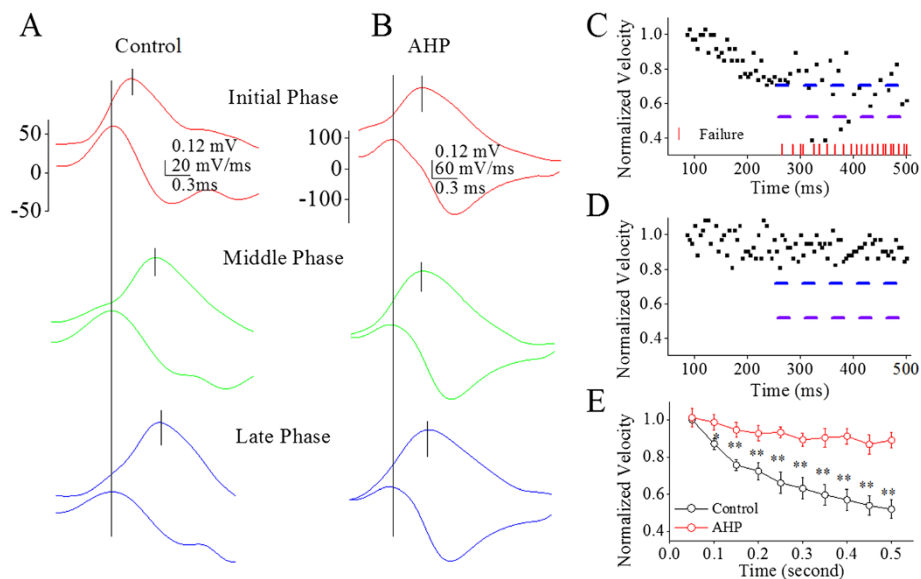 A
Control
B
AHP
Initial Phase
50
0
-50
0.12 mV
20 mV/ms
0.3ms
100
0
-100
0.12 mV
60 mV/ms
0.3 ms
Middle Phase
Late Phase
C
Normalized Velocity
1.0
0.8
0.6
0.4
Failure
100 200 300 400 500
Time (ms)
D
Normalized Velocity
1.0
0.8
0.6
0.4
100 200 300 400 500
Time (ms)
E
Normalized Velocity
1.0
0.8
0.6
0.4
* ** ** ** ** ** ** ** **
Control
AHP
0.0 0.1 0.2 0.3 0.4 0.5
Time (second)